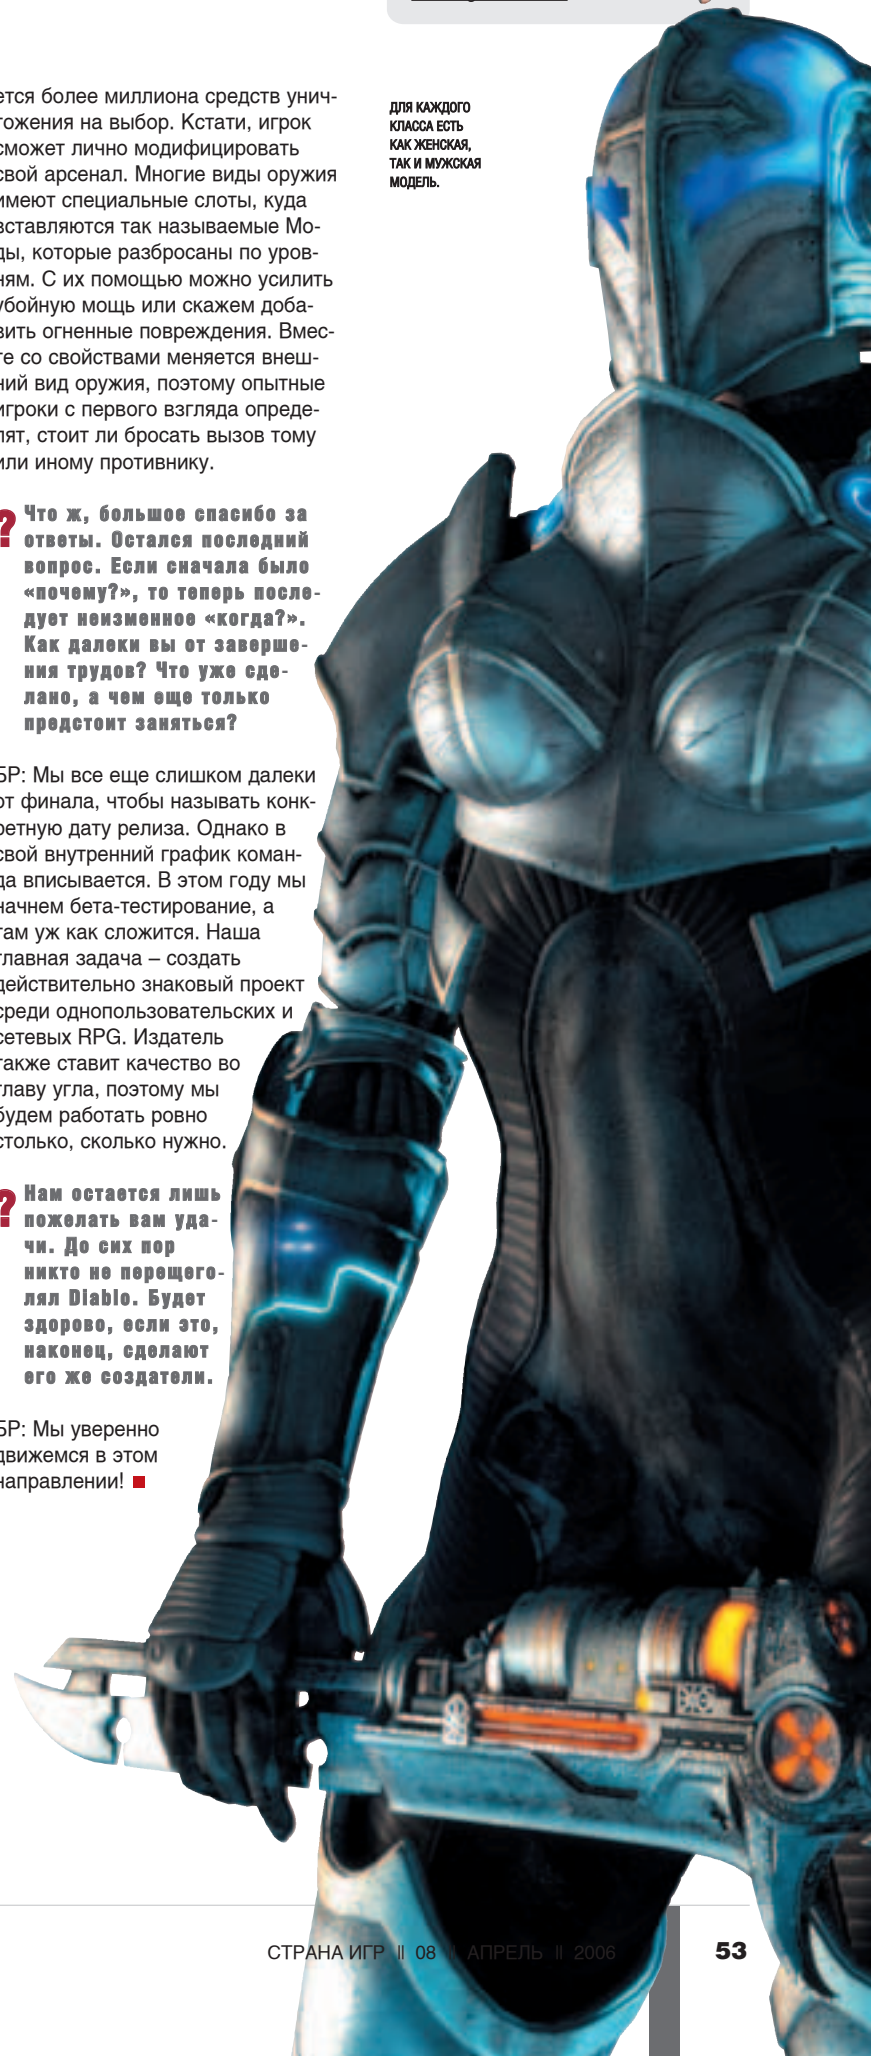 ется более миллиона средств унич-
тожения на выбор. Кстати, игрок
сможет лично модифицировать
свой арсенал. Многие виды оружия
имеют специальные слоты, куда
вставляются так называемые Мо-
ды, которые разбросаны по уров-
ням. С их помощью можно усилить
убойную мощь или скажем доба-
вить огненные повреждения. Вмес-
те со свойствами меняется внеш-
ний вид оружия, поэтому опытные
игроки с первого взгляда опреде-
лят, стоит ли бросать вызов тому
или иному противнику.
ДЛЯ КАЖДОГО
КЛАССА ЕСТЬ
КАК ЖЕНСКАЯ,
ТАК И МУЖСКАЯ
МОДЕЛЬ.
? Что ж, большое спасибо за
ответы. Остался последний
вопрос. Если сначала было
«почему?», то теперь после-
дует неизменное «когда?».
Как далеки вы от заверше-
ния трудов? Что уже сде-
лано, а чем еще только
предстоит заняться?
БР: Мы все еще слишком далеки
от финала, чтобы называть конк-
ретную дату релиза. Однако в
свой внутренний график коман-
да вписывается. В этом году мы
начнем бета-тестирование, а
там уж как сложится. Наша
главная задача – создать
действительно знаковый проект
среди однопользовательских и
сетевых RPG. Издатель
также ставит качество во
главу угла, поэтому мы
будем работать ровно
столько, сколько нужно.
? Нам остается лишь
пожелать вам уда-
чи. До сих пор
никто не перещего-
лял Diablo. Будет
здорово, если это,
наконец, сделают
его же создатели.
БР: Мы уверенно
движемся в этом
направлении!
СТРАНА ИГР || 08 || АПРЕЛЬ || 2006 53